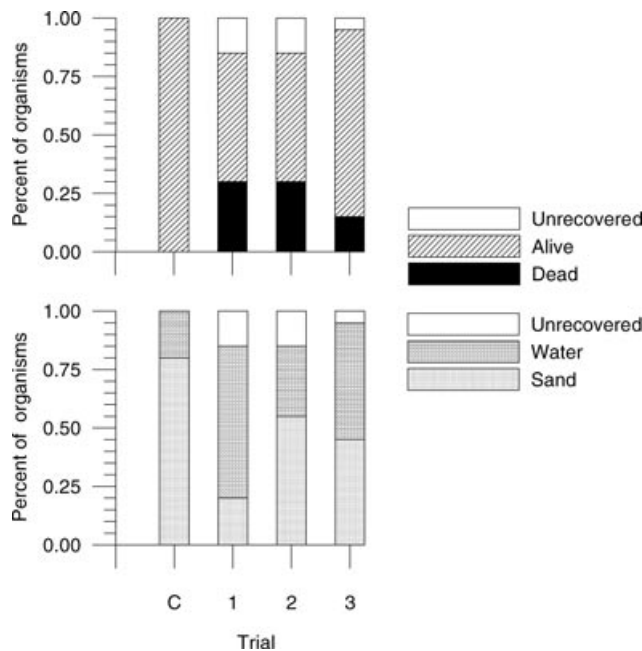 Percent of organisms
1.00
0.75
0.50
0.25
0.00
Unrecovered
Alive
Dead
Percent of organisms
1.00
0.75
0.50
0.25
0.00
Unrecovered
Water
Sand
C 1 2 3
Trial